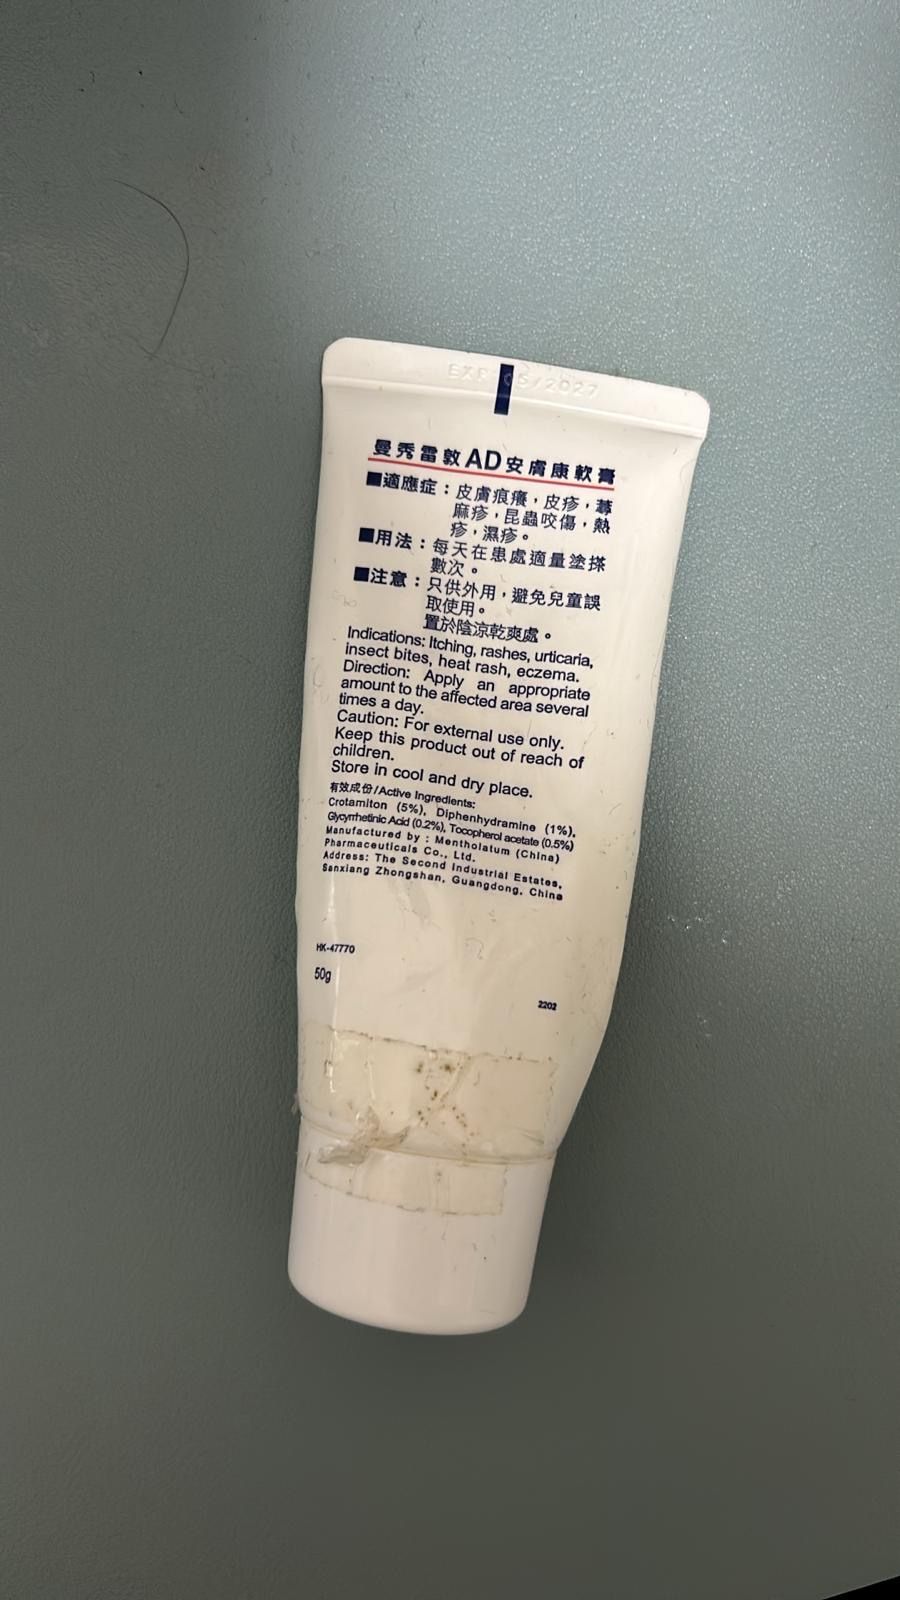 EXP 05/2027
曼秀雷敦AD安膚康軟膏
■適應症：皮膚痕癢，皮疹，蕁
麻疹，昆蟲咬傷，熱
疹，濕疹。
■用法：每天在患處適量塗搽
數次。
■注意：只供外用，避免兒童誤
取使用。
置於陰涼乾爽處。
Indications: Itching, rashes, urticaria,
insect bites, heat rash, eczema.
Direction: Apply an appropriate
amount to the affected area several
times a day.
Caution: For external use only.
Keep this product out of reach of
children.
Store in cool and dry place.
有效成份/Active Ingredients:
Crotamiton (5%), Diphenhydramine (1%),
Glycyrrhetinic Acid (0.2%), Tocopherol acetate (0.5%)
Manufactured by : Mentholatum (China)
Pharmaceuticals Co., Ltd.
Address: The Second Industrial Estates,
Sanxiang Zhongshan, Guangdong, China
HK-47770
50g
2202